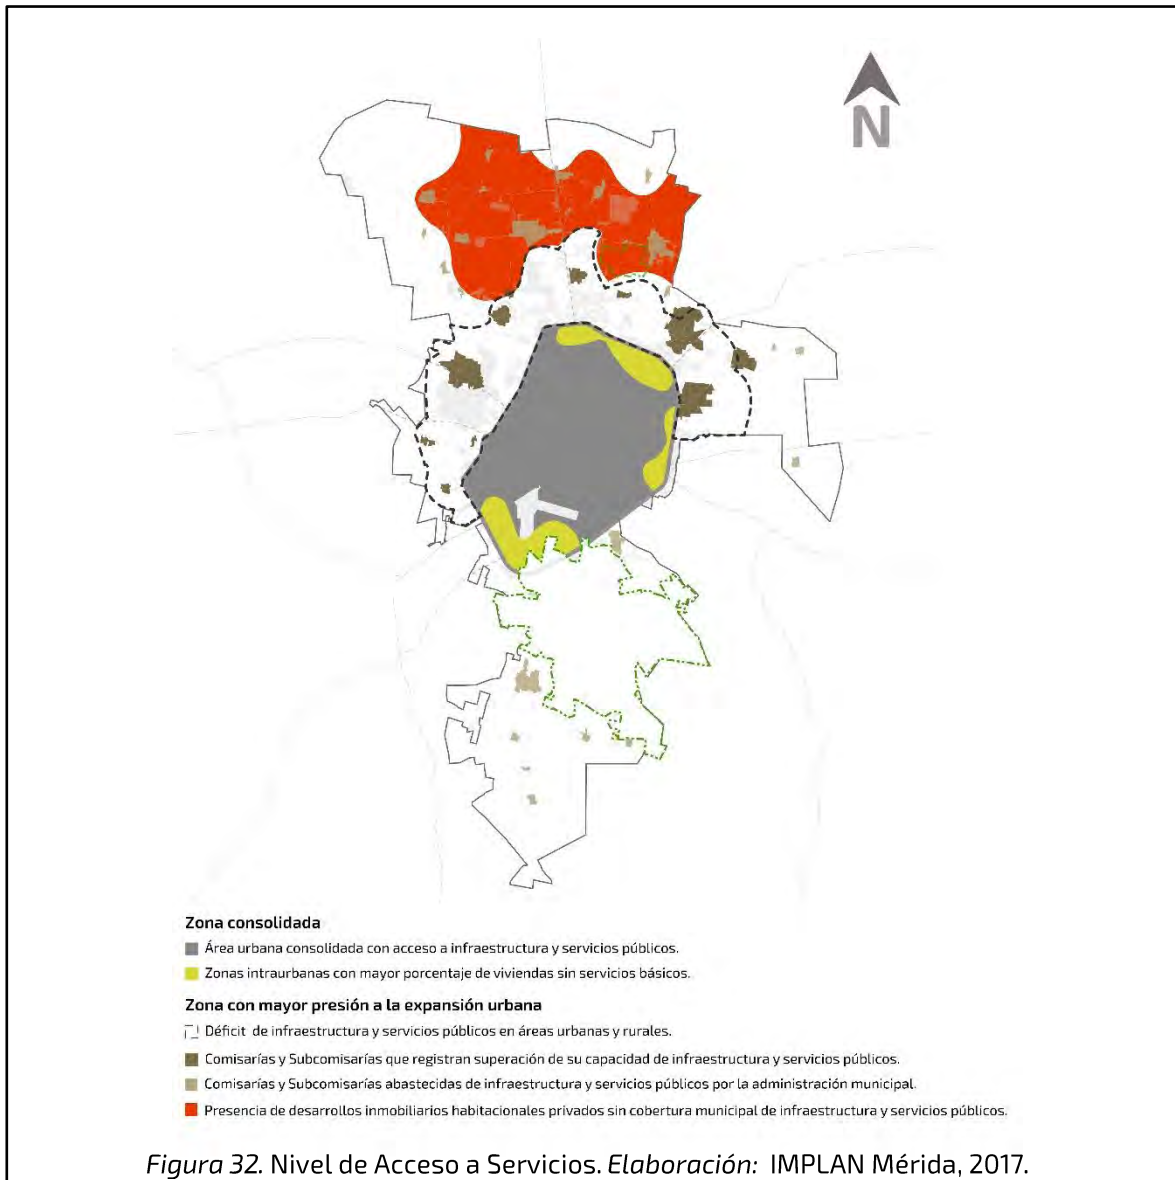 N
Zona consolidada
Área urbana consolidada con acceso a infraestructura y servicios públicos.
Zonas intraurbanas con mayor porcentaje de viviendas sin servicios básicos.
Zona con mayor presión a la expansión urbana
Déficit de infraestructura y servicios públicos en áreas urbanas y rurales.
Comisarías y Subcomisarías que registran superación de su capacidad de infraestructura y servicios públicos.
Comisarías y Subcomisarías abastecidas de infraestructura y servicios públicos por la administración municipal.
Presencia de desarrollos inmobiliarios habitacionales privados sin cobertura municipal de infraestructura y servicios públicos.
Figura 32. Nivel de Acceso a Servicios. Elaboración: IMPLAN Mérida, 2017.